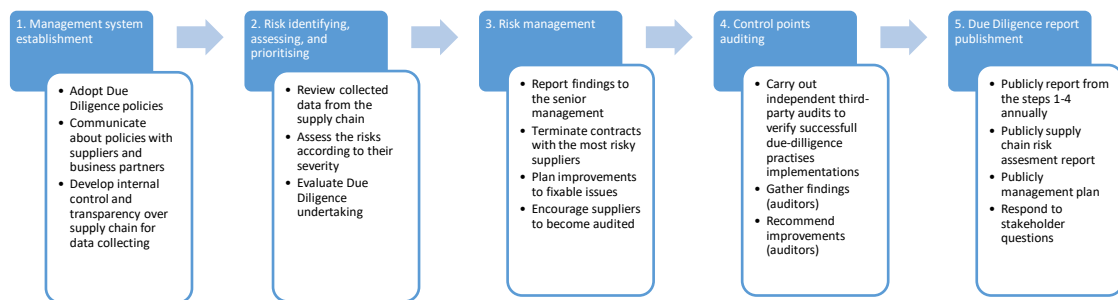 1. Management system
establishment
• Adopt Due
Diligence policies
• Communicate
about policies with
suppliers and
business partners
• Develop internal
control and
transparency over
supply chain for
data collecting
2. Risk identifying,
assessing, and
prioritising
• Review collected
data from the
supply chain
• Assess the risks
according to their
severity
• Evaluate Due
Diligence
undertaking
3. Risk management
• Report findings to
the senior
management
• Terminate contracts
with the most risky
suppliers
• Plan improvements
to fixable issues
• Encourage suppliers
to become audited
4. Control points
auditing
• Carry out
independent third-
party audits to
verify successfull
due-dilligence
practises
implementations
• Gather findings
(auditors)
• Recommend
improvements
(auditors)
5. Due Diligence report
publishment
• Publicly report from
the steps 1-4
annually
• Publicly supply
chain risk
assesment report
• Publicly
management plan
• Respond to
stakeholder
questions